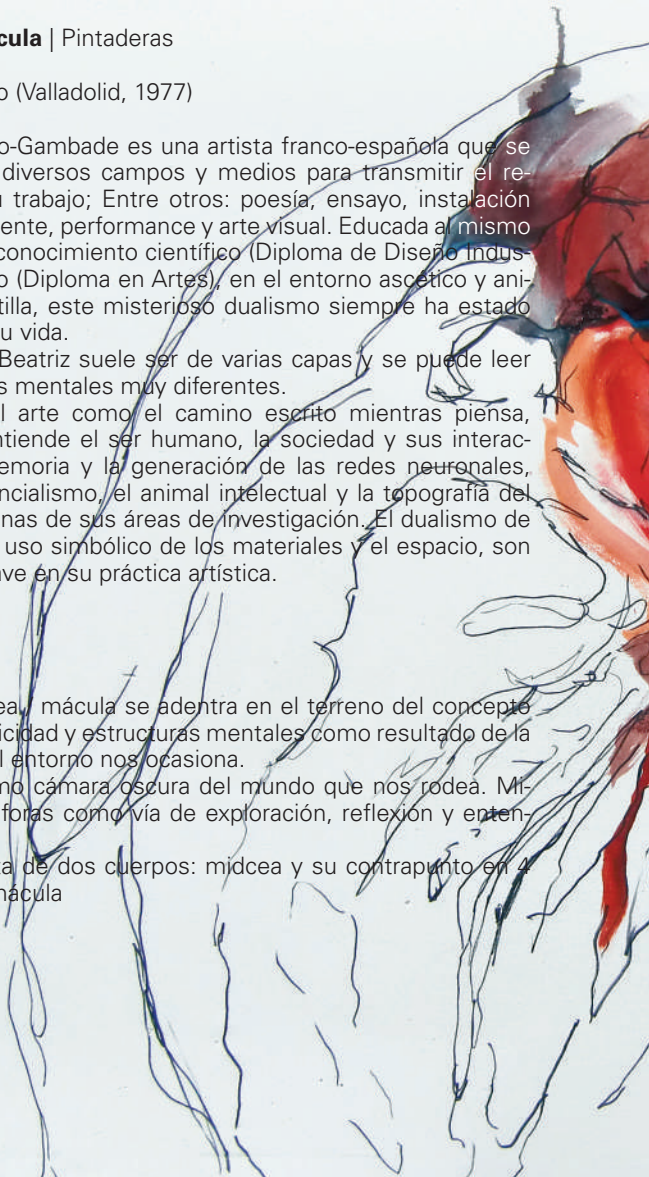 cula | Pintaderas
o (Valladolid, 1977)
o-Gambade es una artista franco-española que se
diversos campos y medios para transmitir el re-
u trabajo; Entre otros: poesía, ensayo, instalación
ente, performance y arte visual. Educada al mismo
conocimiento científico (Diploma de Diseño Indus-
o (Diploma en Artes), en el entorno ascético y ani-
tilla, este misterioso dualismo siempre ha estado
u vida.
Beatriz suele ser de varias capas y se puede leer
s mentales muy diferentes.
l arte como el camino escrito mientras piensa,
ntiende el ser humano, la sociedad y sus interac-
emoria y la generación de las redes neuronales,
ncialismo, el animal intelectual y la topografía del
nas de sus áreas de investigación. El dualismo de
uso simbólico de los materiales y el espacio, son
ave en su práctica artística.
ea / mácula se adentra en el terreno del concepto
icidad y estructuras mentales como resultado de la
l entorno nos ocasiona.
mo cámara oscura del mundo que nos rodea. Mi-
foras como vía de exploración, reflexión y enten-
ta de dos cuerpos: midcea y su contrapunto en 4
nácula